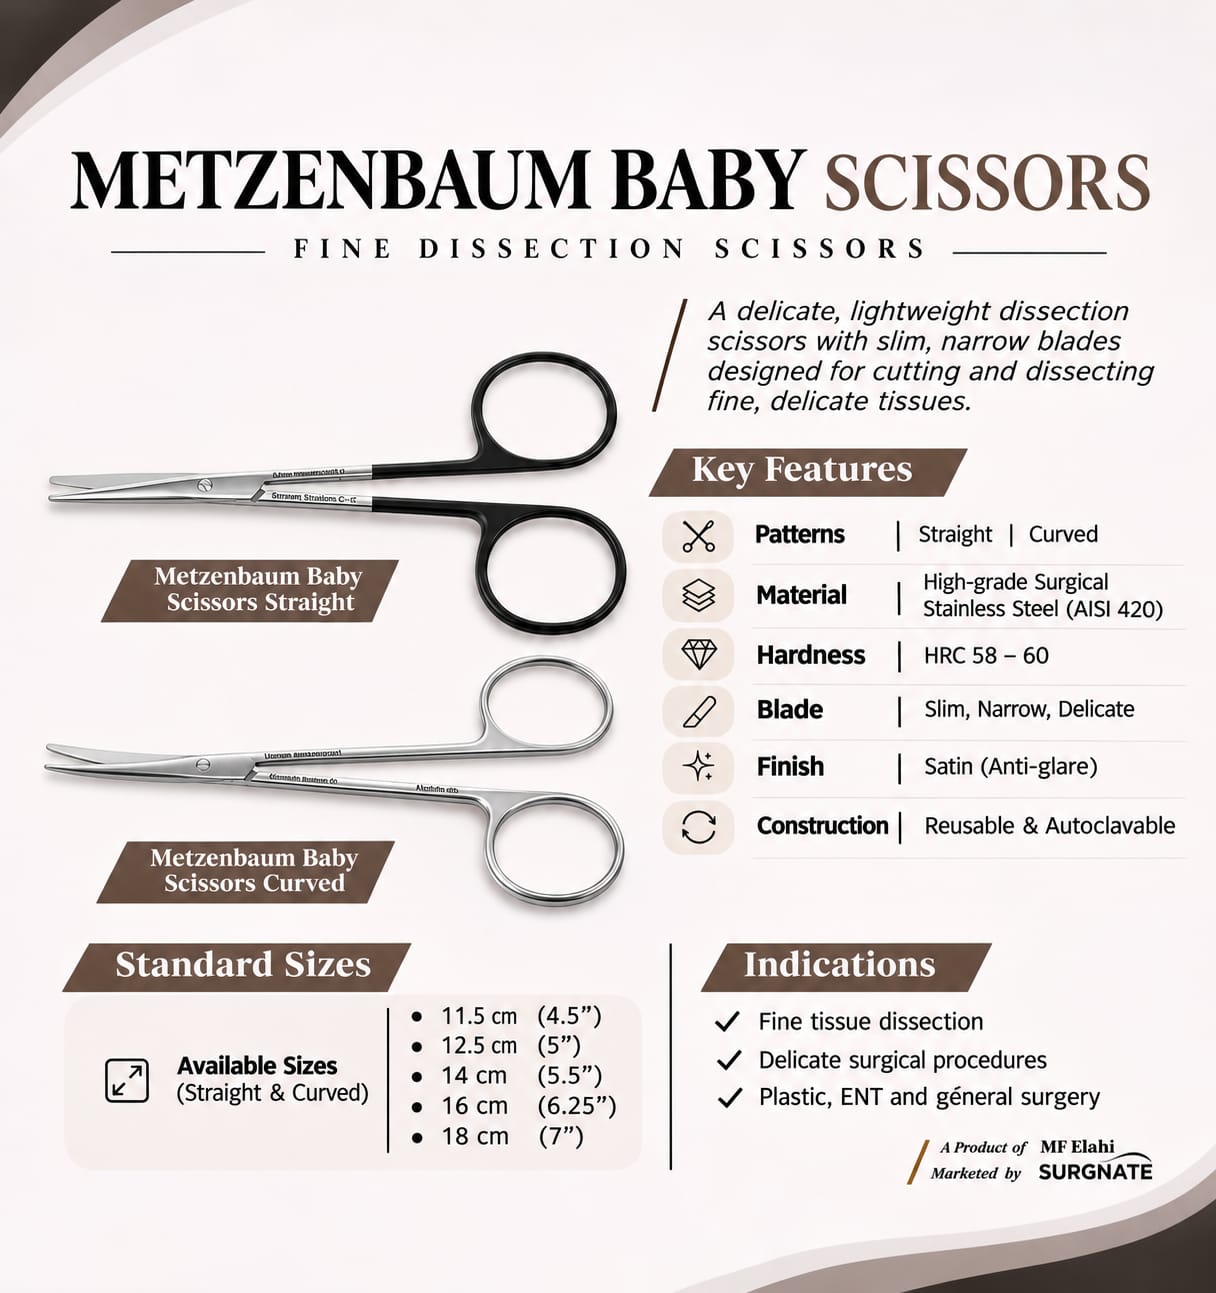 METZENBAUM BABY SCISSORS
FINE DISSECTION SCISSORS
A delicate, lightweight dissection
scissors with slim, narrow blades
designed for cutting and dissecting
fine, delicate tissues.
Metzenbaum Baby
Scissors Straight
Metzenbaum Baby
Scissors Curved
Key Features
Patterns | Straight | Curved
Material | High-grade Surgical
Stainless Steel (AISI 420)
Hardness | HRC 58 – 60
Blade | Slim, Narrow, Delicate
Finish | Satin (Anti-glare)
Construction | Reusable & Autoclavable
Standard Sizes
Available Sizes
(Straight & Curved)
• 11.5 cm (4.5”)
• 12.5 cm (5”)
• 14 cm (5.5”)
• 16 cm (6.25”)
• 18 cm (7”)
Indications
✓ Fine tissue dissection
✓ Delicate surgical procedures
✓ Plastic, ENT and géneral surgery
A Product of MF Elahi
Marketed by SURGNATE